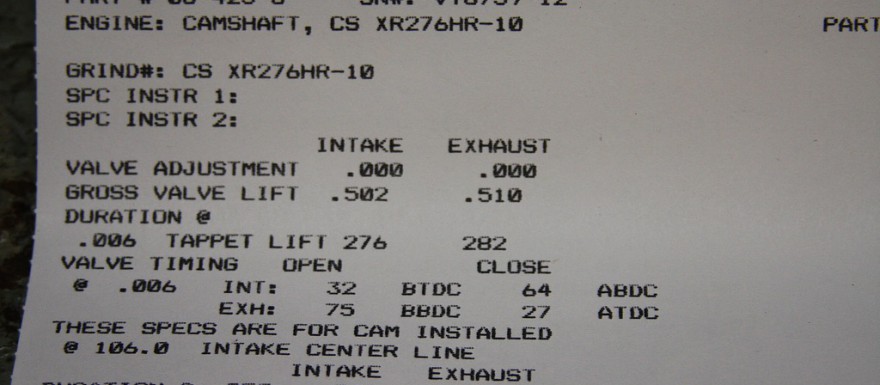 ENGINE: CAMSHAFT, CS XR276HR-10 PART
GRIND#: CS XR276HR-10
SPC INSTR 1:
SPC INSTR 2:
INTAKE EXHAUST
VALVE ADJUSTMENT .000 .000
GROSS VALVE LIFT .502 .510
DURATION @
.006 TAPPET LIFT 276 282
VALVE TIMING OPEN CLOSE
@ .006 INT: 32 BTDC 64 ABDC
EXH: 75 BBDC 27 ATDC
THESE SPECS ARE FOR CAM INSTALLED
@ 106.0 INTAKE CENTER LINE
INTAKE EXHAUST